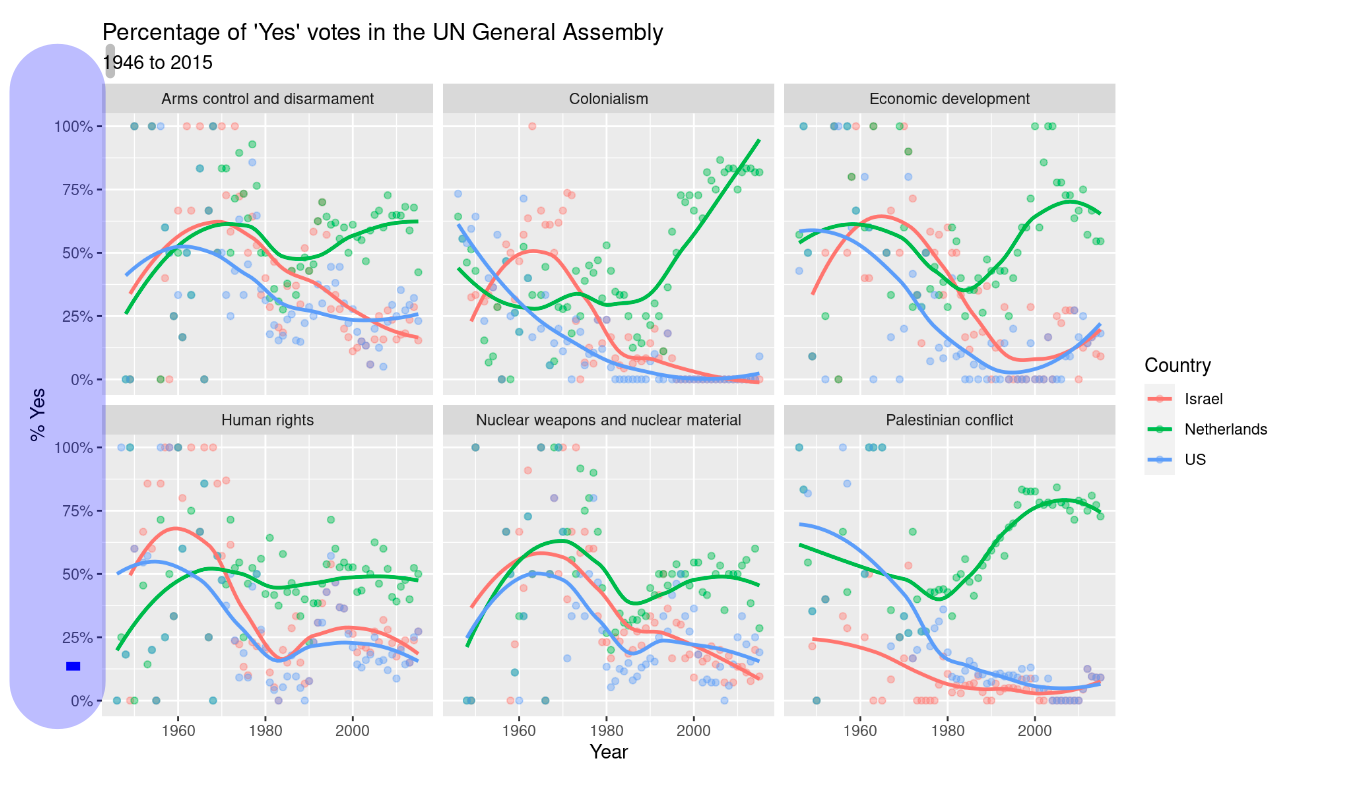 Percentage of 'Yes' votes in the UN General Assembly
1946 to 2015
Arms control and disarmament
Colonialism
Economic development
100%
75%
50%
25%
0%
Human rights
Nuclear weapons and nuclear material
Palestinian conflict
100%
75%
50%
25%
0%
1960 1980 2000
1960 1980 2000
1960 1980 2000
Year
% Yes
Country
Israel
Netherlands
US